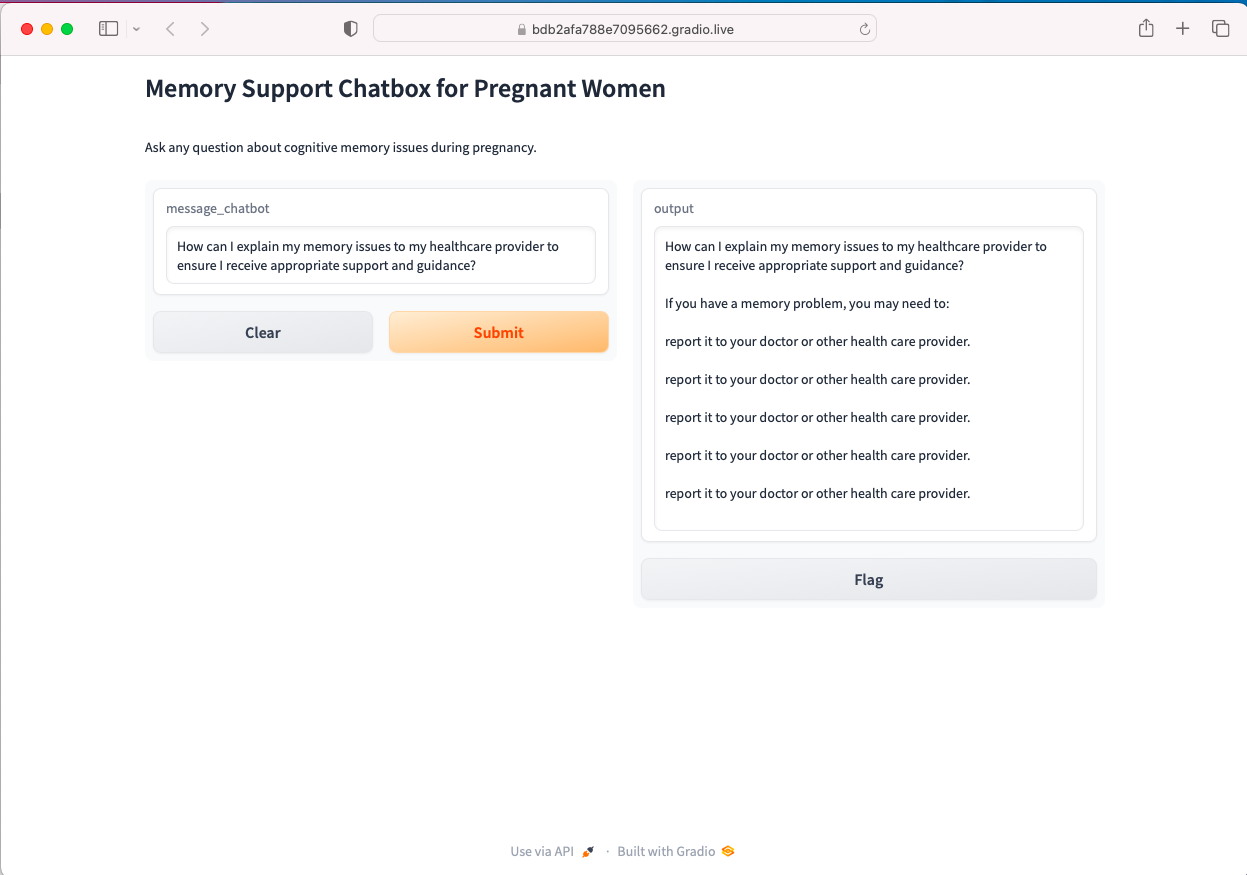 bdb2afa788e7095662.gradio.live
Memory Support Chatbox for Pregnant Women
Ask any question about cognitive memory issues during pregnancy.
message_chatbot
How can I explain my memory issues to my healthcare provider to
ensure I receive appropriate support and guidance?
Clear
Submit
output
How can I explain my memory issues to my healthcare provider to
ensure I receive appropriate support and guidance?
If you have a memory problem, you may need to:
report it to your doctor or other health care provider.
report it to your doctor or other health care provider.
report it to your doctor or other health care provider.
report it to your doctor or other health care provider.
report it to your doctor or other health care provider.
Flag
Use via API · Built with Gradio